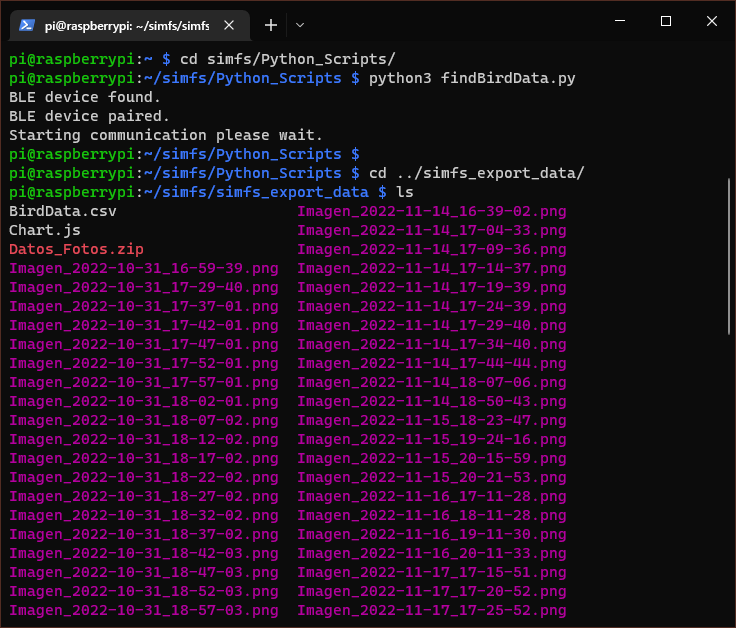 pi@raspberrypi: ~/simfs/simfs
pi@raspberrypi:~ $ cd simfs/Python_Scripts/
pi@raspberrypi:~/simfs/Python_Scripts $ python3 findBirdData.py
BLE device found.
BLE device paired.
Starting communication please wait.
pi@raspberrypi:~/simfs/Python_Scripts $
pi@raspberrypi:~/simfs/Python_Scripts $ cd ../simfs_export_data/
pi@raspberrypi:~/simfs/simfs_export_data $ ls
BirdData.csv Imagen_2022-11-14_16-39-02.png
Chart.js Imagen_2022-11-14_17-04-33.png
Datos_Fotos.zip Imagen_2022-11-14_17-09-36.png
Imagen_2022-10-31_16-59-39.png Imagen_2022-11-14_17-14-37.png
Imagen_2022-10-31_17-29-40.png Imagen_2022-11-14_17-19-39.png
Imagen_2022-10-31_17-37-01.png Imagen_2022-11-14_17-24-39.png
Imagen_2022-10-31_17-42-01.png Imagen_2022-11-14_17-29-40.png
Imagen_2022-10-31_17-47-01.png Imagen_2022-11-14_17-34-40.png
Imagen_2022-10-31_17-52-01.png Imagen_2022-11-14_17-44-44.png
Imagen_2022-10-31_17-57-01.png Imagen_2022-11-14_18-07-06.png
Imagen_2022-10-31_18-02-01.png Imagen_2022-11-14_18-50-43.png
Imagen_2022-10-31_18-07-02.png Imagen_2022-11-15_18-23-47.png
Imagen_2022-10-31_18-12-02.png Imagen_2022-11-15_19-24-16.png
Imagen_2022-10-31_18-17-02.png Imagen_2022-11-15_20-15-59.png
Imagen_2022-10-31_18-22-02.png Imagen_2022-11-15_20-21-53.png
Imagen_2022-10-31_18-27-02.png Imagen_2022-11-16_17-11-28.png
Imagen_2022-10-31_18-32-02.png Imagen_2022-11-16_18-11-28.png
Imagen_2022-10-31_18-37-02.png Imagen_2022-11-16_19-11-30.png
Imagen_2022-10-31_18-42-03.png Imagen_2022-11-16_20-11-33.png
Imagen_2022-10-31_18-47-03.png Imagen_2022-11-17_17-15-51.png
Imagen_2022-10-31_18-52-03.png Imagen_2022-11-17_17-20-52.png
Imagen_2022-10-31_18-57-03.png Imagen_2022-11-17_17-25-52.png